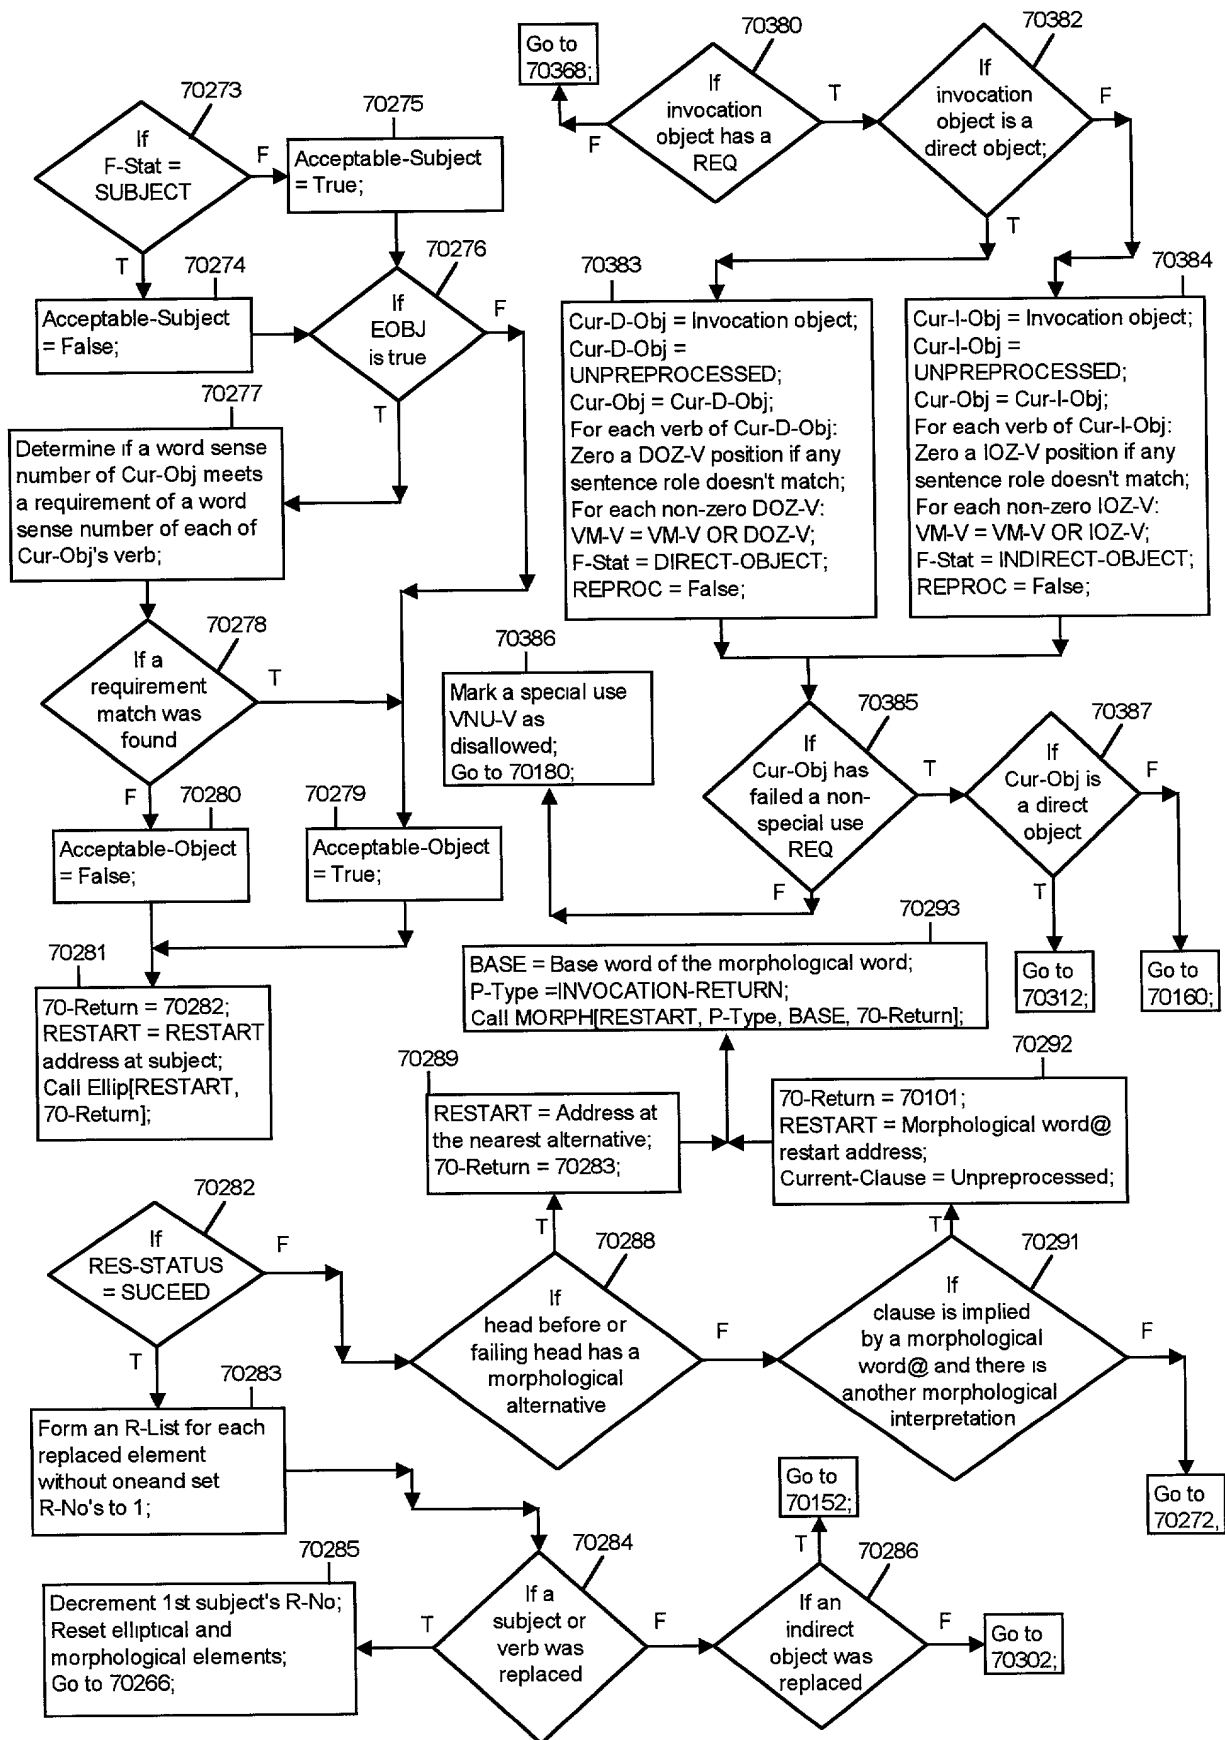 70273
If
F-Stat =
SUBJECT
F
T
70275
Acceptable-Subject
= True;
70274
Acceptable-Subject
= False;
70276
If
EOBJ
is true
F
T
70277
Determine if a word sense
number of Cur-Obj meets
a requirement of a word
sense number of each of
Cur-Obj's verb;
70278
If a
requirement
match was
found
T
F
70280
Acceptable-Object
= False;
70279
Acceptable-Object
= True;
70281
70-Return = 70282;
RESTART = RESTART
address at subject;
Call Ellip[RESTART,
70-Return];
Go to
70368;
70380
If
invocation
object has a
REQ
F
T
70382
If
invocation
object is a
direct object;
F
T
70383
Cur-D-Obj = Invocation object;
Cur-D-Obj =
UNPREPROCESSED;
Cur-Obj = Cur-D-Obj;
For each verb of Cur-D-Obj:
Zero a DOZ-V position if any
sentence role doesn't match;
For each non-zero DOZ-V:
VM-V = VM-V OR DOZ-V;
F-Stat = DIRECT-OBJECT;
REPROC = False;
70384
Cur-I-Obj = Invocation object;
Cur-I-Obj =
UNPREPROCESSED;
Cur-Obj = Cur-I-Obj;
For each verb of Cur-I-Obj:
Zero a IOZ-V position if any
sentence role doesn't match;
For each non-zero IOZ-V:
VM-V = VM-V OR IOZ-V;
F-Stat = INDIRECT-OBJECT;
REPROC = False;
70386
Mark a special use
VNU-V as
disallowed;
Go to 70180;
70385
If
Cur-Obj has
failed a non-
special use
REQ
T
F
70387
If
Cur-Obj is
a direct
object
F
T
Go to
70312;
Go to
70160;
70293
BASE = Base word of the morphological word;
P-Type =INVOCATION-RETURN;
Call MORPH[RESTART, P-Type, BASE, 70-Return];
70289
RESTART = Address at
the nearest alternative;
70-Return = 70283;
70292
70-Return = 70101;
RESTART = Morphological word@
restart address;
Current-Clause = Unpreprocessed;
70282
If
RES-STATUS
= SUCEED
F
T
70288
T
If
head before or
failing head has a
morphological
alternative
F
70291
T
If
clause is implied
by a morphological
word@ and there is
another morphological
interpretation
F
Go to
70272,
70283
Form an R-List for each
replaced element
without oneand set
R-No's to 1;
70284
If a
subject or
verb was
replaced
T
F
70285
Decrement 1st subject's R-No;
Reset elliptical and
morphological elements;
Go to 70266;
Go to
70152;
70286
T
If an
indirect
object was
replaced
F
Go to
70302;